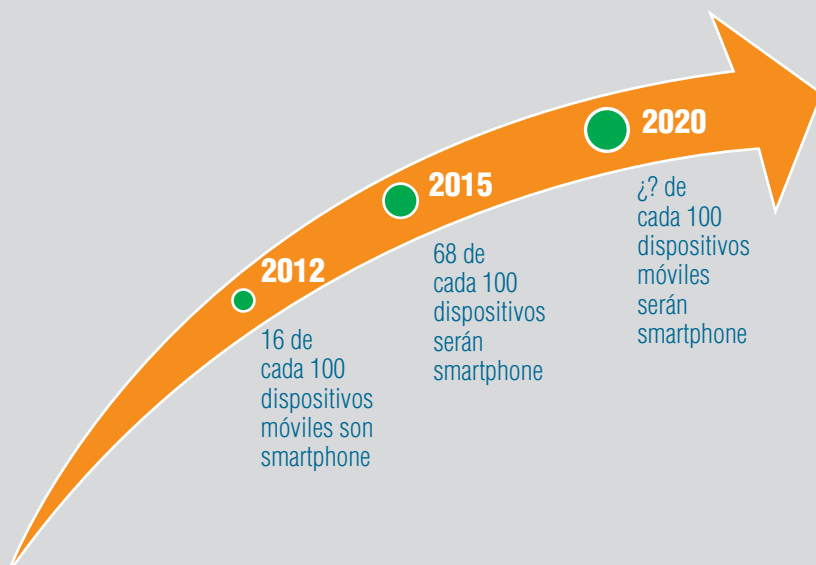 2012
16 de
cada 100
dispositivos
móviles son
smartphone
2015
68 de
cada 100
dispositivos
serán
smartphone
2020
¿? de
cada 100
dispositivos
móviles
serán
smartphone